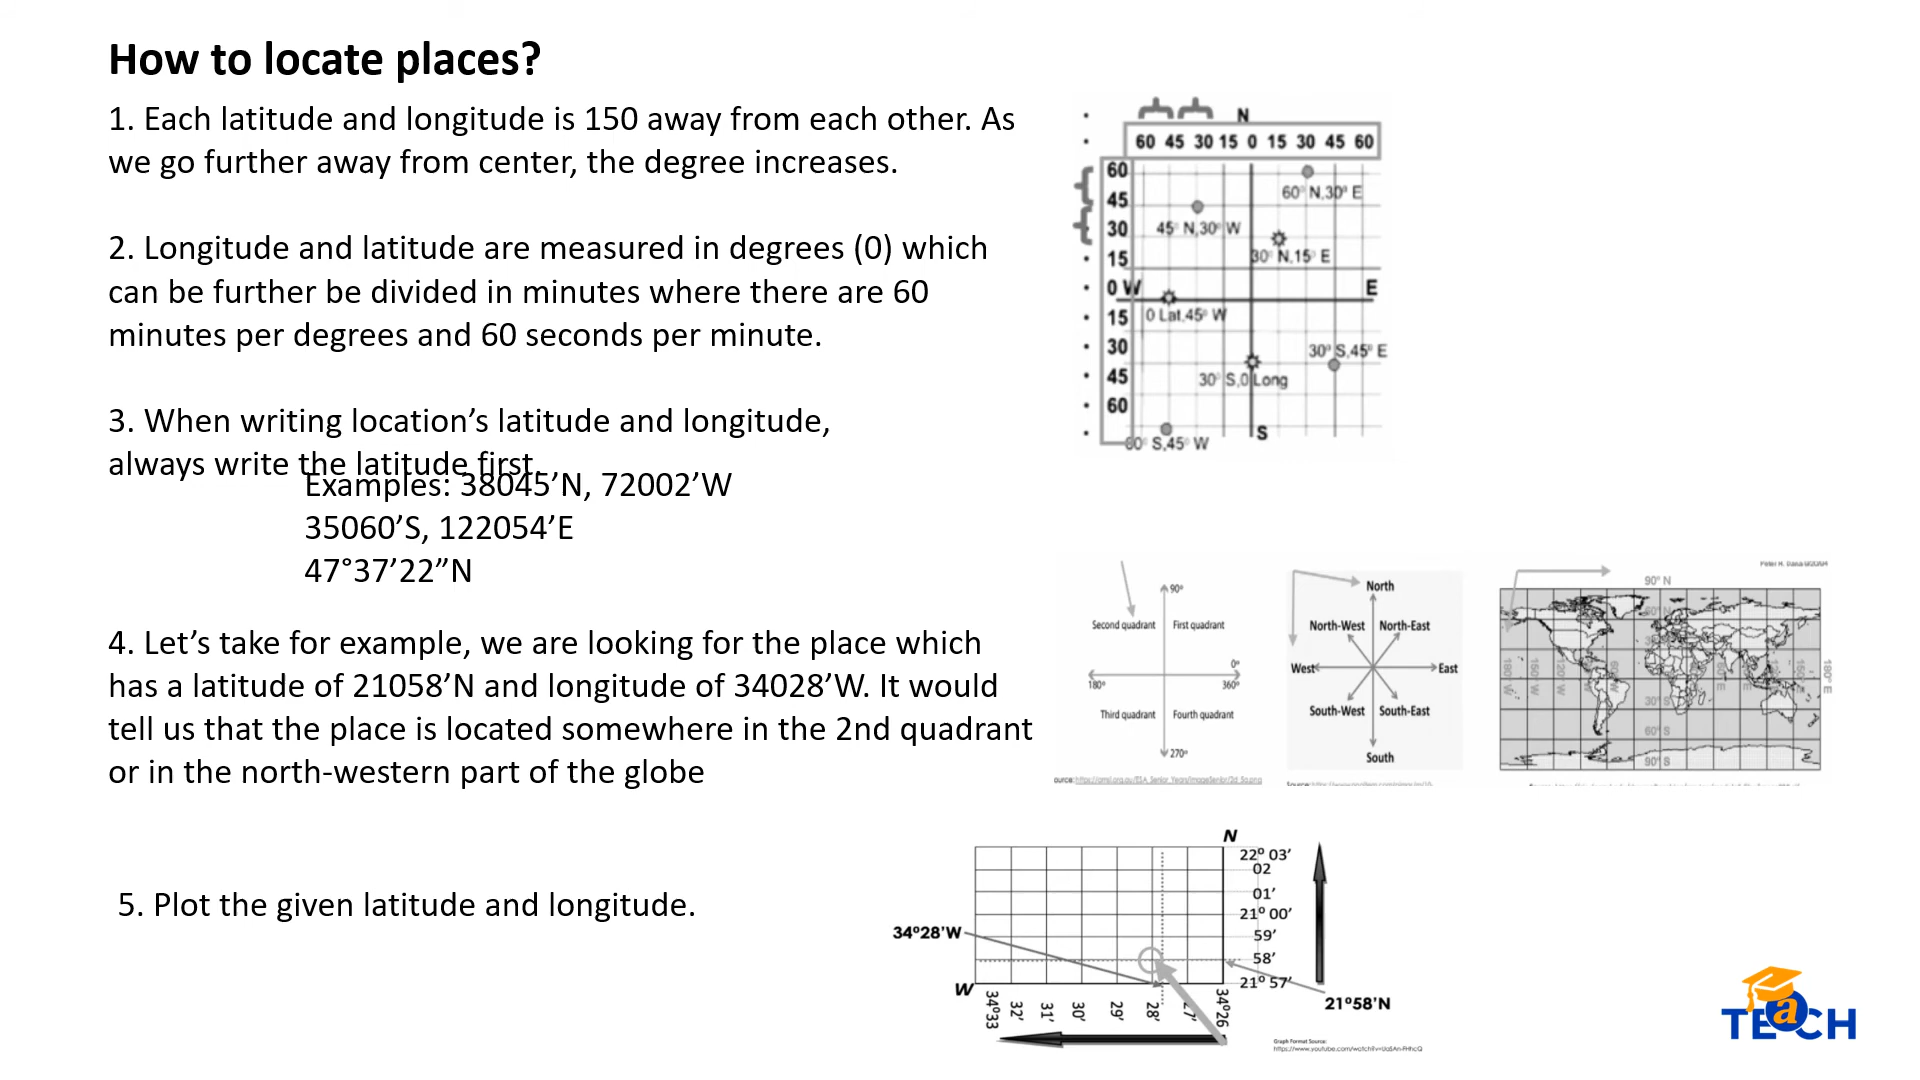 How to locate places?
1. Each latitude and longitude is 150 away from each other. As
we go further away from center, the degree increases.
2. Longitude and latitude are measured in degrees (0) which
can be further be divided in minutes where there are 60
minutes per degrees and 60 seconds per minute.
3. When writing location’s latitude and longitude,
always write the latitude first.
Examples: 38045’N, 72002’W
35060’S, 122054’E
47°37’22”N
4. Let’s take for example, we are looking for the place which
has a latitude of 21058’N and longitude of 34028’W. It would
tell us that the place is located somewhere in the 2nd quadrant
or in the north-western part of the globe
5. Plot the given latitude and longitude.
N
60 45 30 15 0 15 30 45 60
60
45
30
15
0 W
E
15
30
45
60
S
60° N,30° E
45° N,30° W
30° N,15° E
0 Lat,45° W
30° S,45° E
30° S,0 Long
S,45° W
90°
Second quadrant
First quadrant
0°
180°
360°
Third quadrant
Fourth quadrant
270°
North
North-West
North-East
West
East
South-West
South-East
South
90° N
60° N
180° W
150° W
120° W
180° E
30° S
60° S
90° S
N
22° 03’
02
01’
21° 00’
59’
58’
21° 57’
34°28’W
W
34°33
32’
31’
30’
29’
28’
27’
34°26
21°58’N
Graph Format Source:
TEaCH